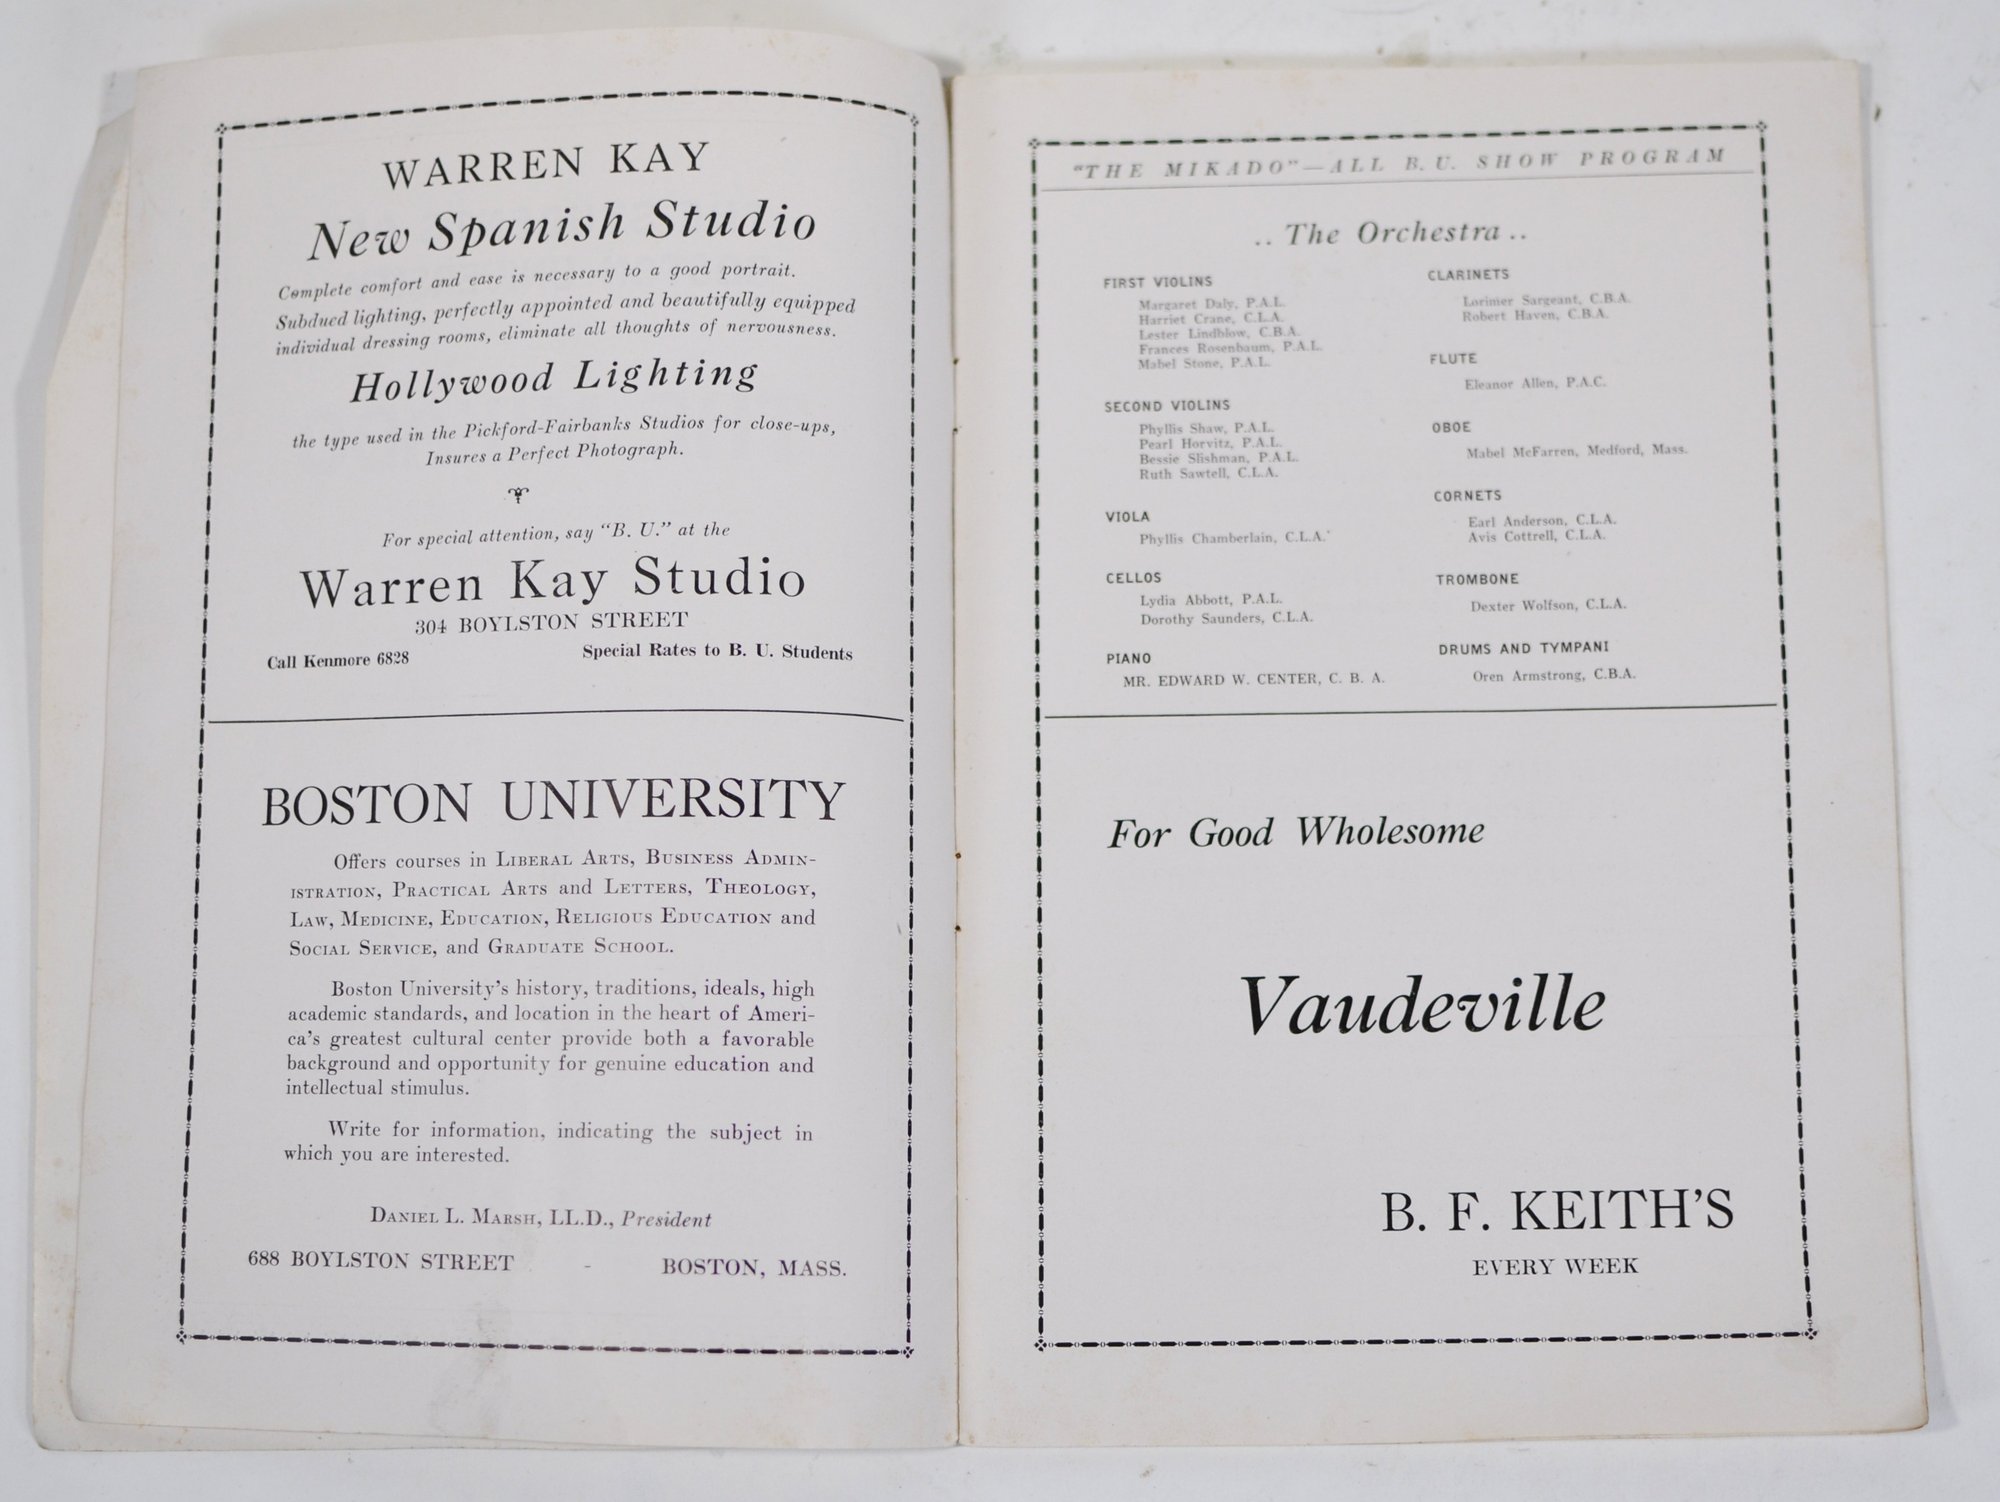 WARREN KAY
New Spanish Studio
Complete comfort and ease is necessary to a good portrait.
Subdued lighting, perfectly appointed and beautifully equipped
individual dressing rooms, eliminate all thoughts of nervousness.
Hollywood Lighting
the type used in the Pickford-Fairbanks Studios for close-ups,
Insures a Perfect Photograph.
For special attention, say "B. U." at the
Warren Kay Studio
304 BOYLSTON STREET
Call Kenmore 6828 Special Rates to B. U. Students
BOSTON UNIVERSITY
Offers courses in LIBERAL ARTS, BUSINESS ADMIN-
ISTRATION, PRACTICAL ARTS and LETTERS, THEOLOGY,
LAW, MEDICINE, EDUCATION, RELIGIOUS EDUCATION and
SOCIAL SERVICE, and GRADUATE SCHOOL.
Boston University's history, traditions, ideals, high
academic standards, and location in the heart of Ameri-
ca's greatest cultural center provide both a favorable
background and opportunity for genuine education and
intellectual stimulus.
Write for information, indicating the subject in
which you are interested.
DANIEL L. MARSH, LL.D., President
688 BOYLSTON STREET - BOSTON, MASS.
"THE MIKADO"—ALL B. U. SHOW PROGRAM
.. The Orchestra ..
FIRST VIOLINS
Margaret Daly, P.A.L.
Harriet Crane, C.L.A.
Lester Lindblow, C.B.A.
Frances Rosenbaum, P.A.L.
Mabel Stone, P.A.L.
SECOND VIOLINS
Phyllis Shaw, P.A.L.
Pearl Horvitz, P.A.L.
Bessie Slishman, P.A.L.
Ruth Sawtell, C.L.A.
VIOLA
Phyllis Chamberlain, C.L.A.
CELLOS
Lydia Abbott, P.A.L.
Dorothy Saunders, C.L.A.
PIANO
MR. EDWARD W. CENTER, C. B. A.
CLARINETS
Lorimer Sargeant, C.B.A.
Robert Haven, C.B.A.
FLUTE
Eleanor Allen, P.A.C.
OBOE
Mabel McFarren, Medford, Mass.
CORNETS
Earl Anderson, C.L.A.
Avis Cottrell, C.L.A.
TROMBONE
Dexter Wolfson, C.L.A.
DRUMS AND TYMPANI
Oren Armstrong, C.B.A.
For Good Wholesome
Vaudeville
B. F. KEITH'S
EVERY WEEK